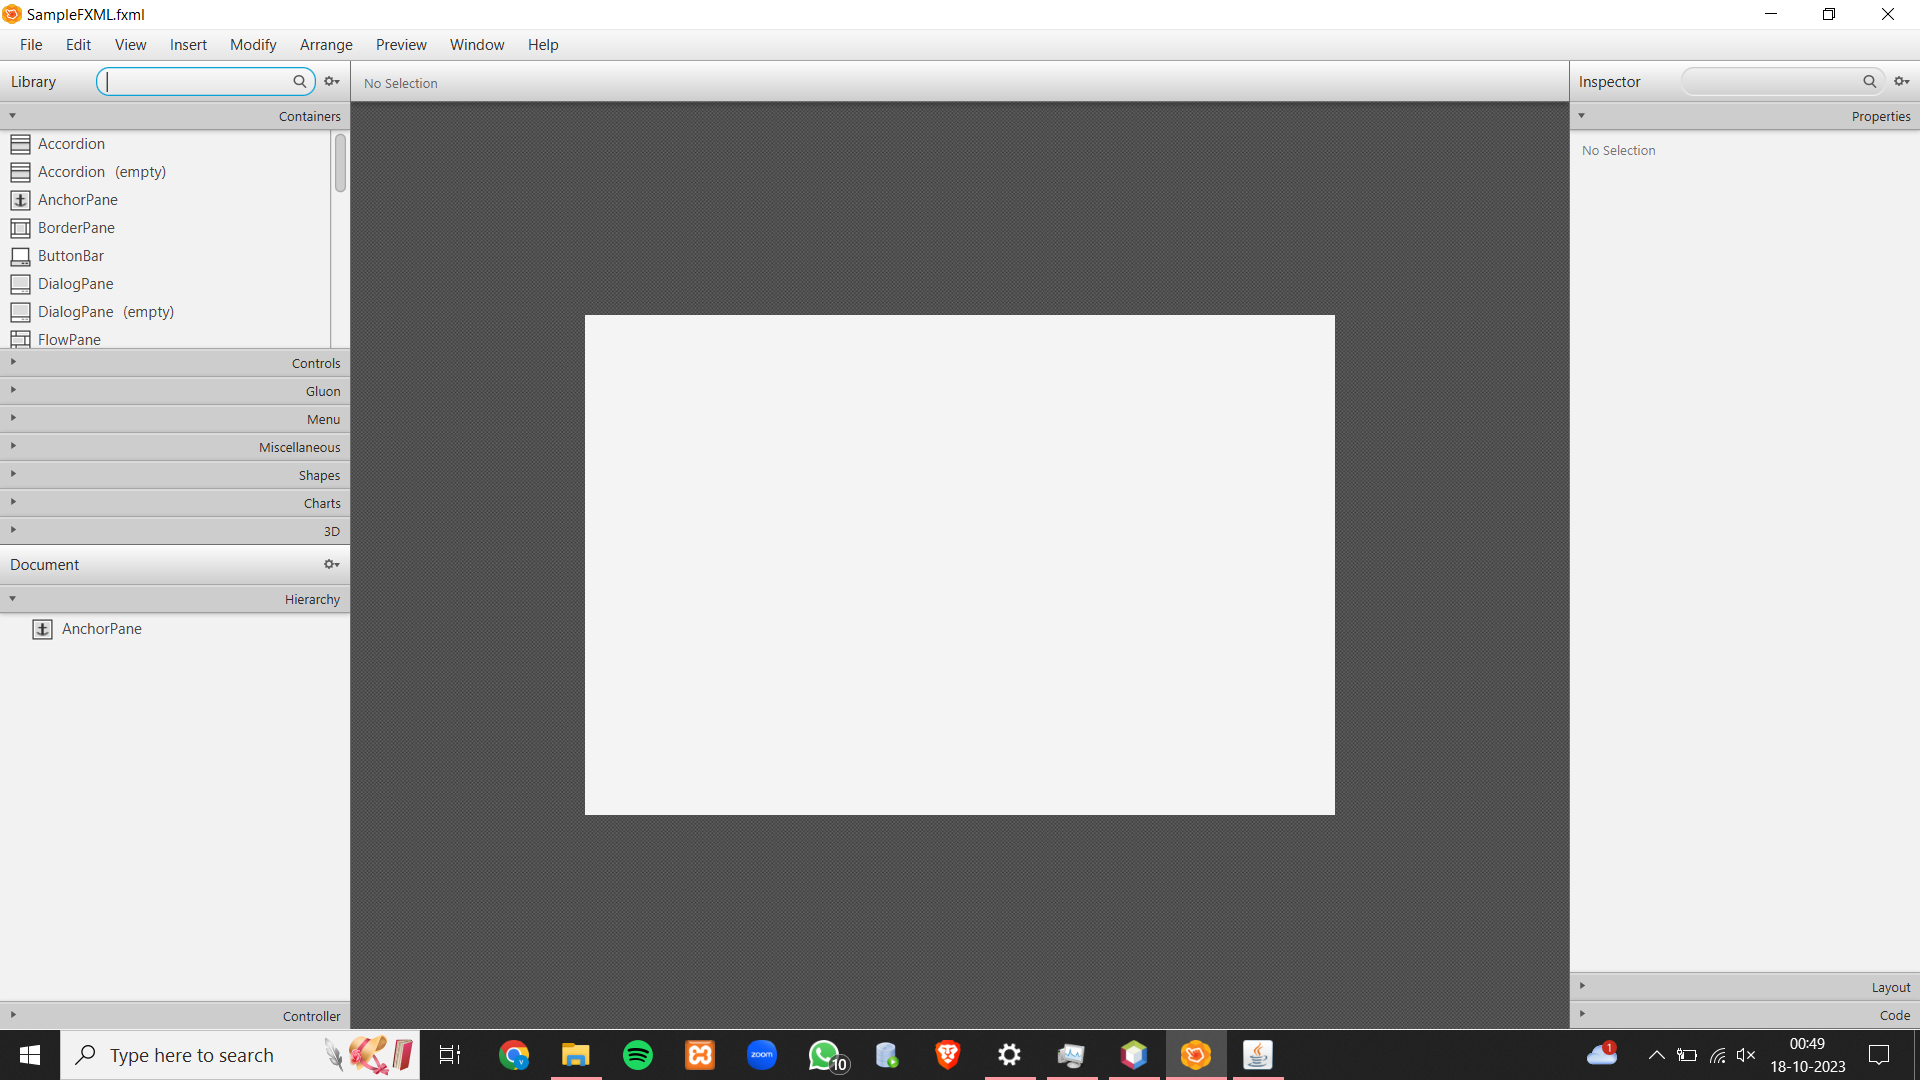 SampleFXML.fxml
File Edit View Insert Modify Arrange Preview Window Help
Library
No Selection
Inspector
Containers
Accordion
Accordion (empty)
AnchorPane
BorderPane
ButtonBar
DialogPane
DialogPane (empty)
FlowPane
Controls
Gluon
Menu
Miscellaneous
Shapes
Charts
3D
Document
Hierarchy
AnchorPane
Controller
Properties
No Selection
Layout
Code
Type here to search
zoom
10
1
00:49
18-10-2023